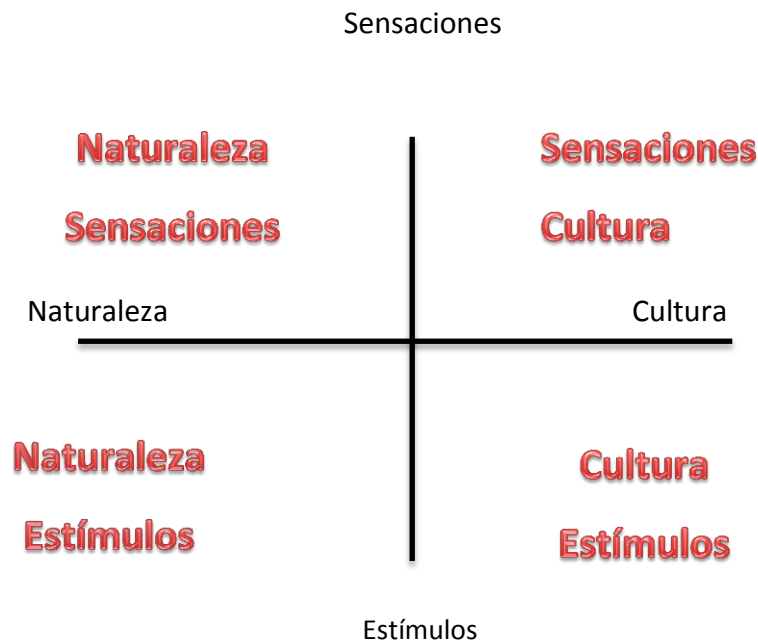 Sensaciones
Naturaleza
Sensaciones
Sensaciones
Cultura
Naturaleza
Cultura
Naturaleza
Estímulos
Cultura
Estímulos
Estímulos